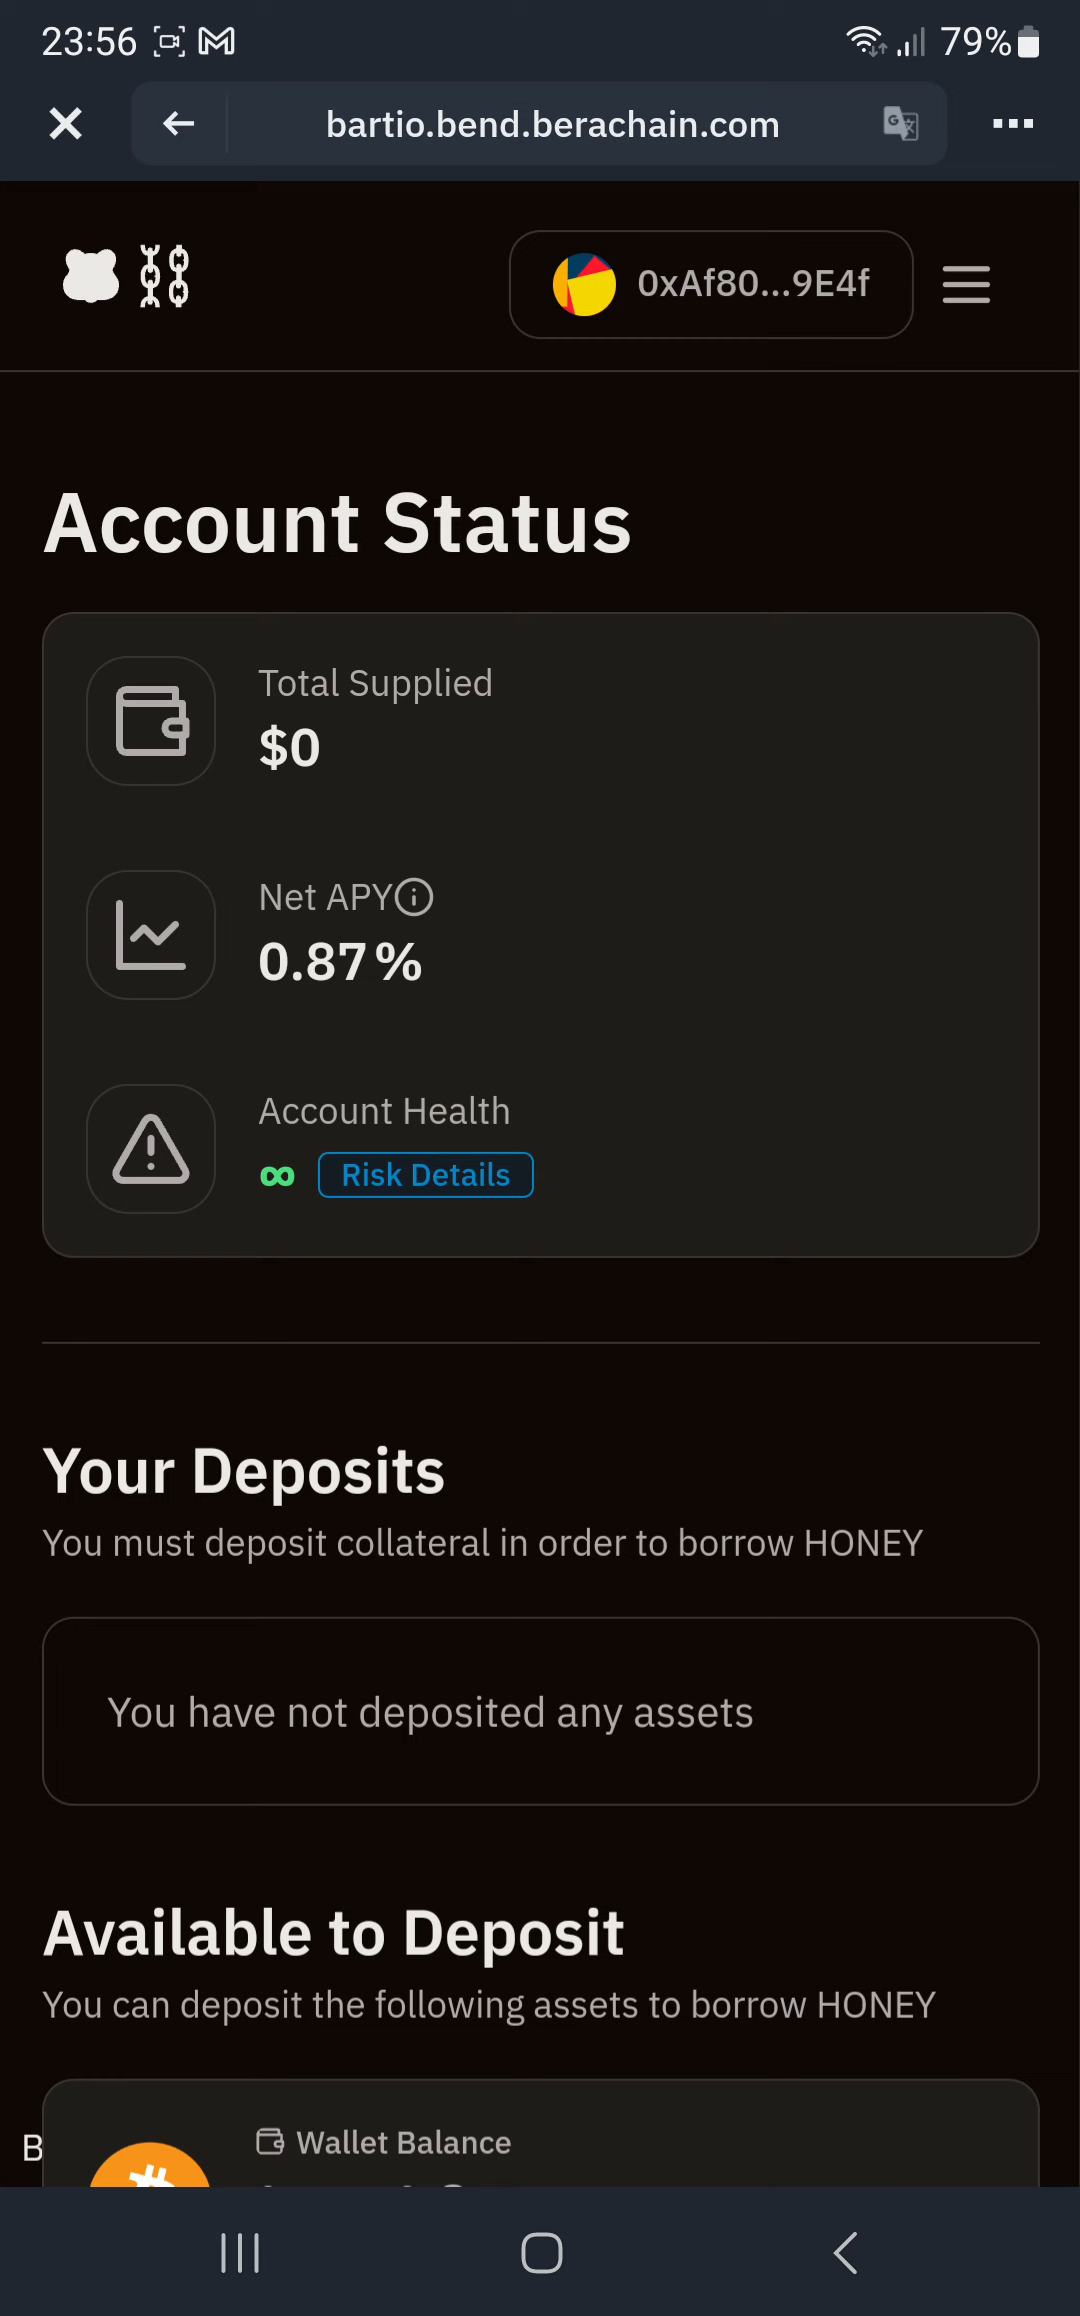 23:56
79%
bartio.bend.berachain.com
0xAf80...9E4f
Account Status
Total Supplied
$0
Net APY
0.87%
Account Health
∞ Risk Details
Your Deposits
You must deposit collateral in order to borrow HONEY
You have not deposited any assets
Available to Deposit
You can deposit the following assets to borrow HONEY
Wallet Balance
B